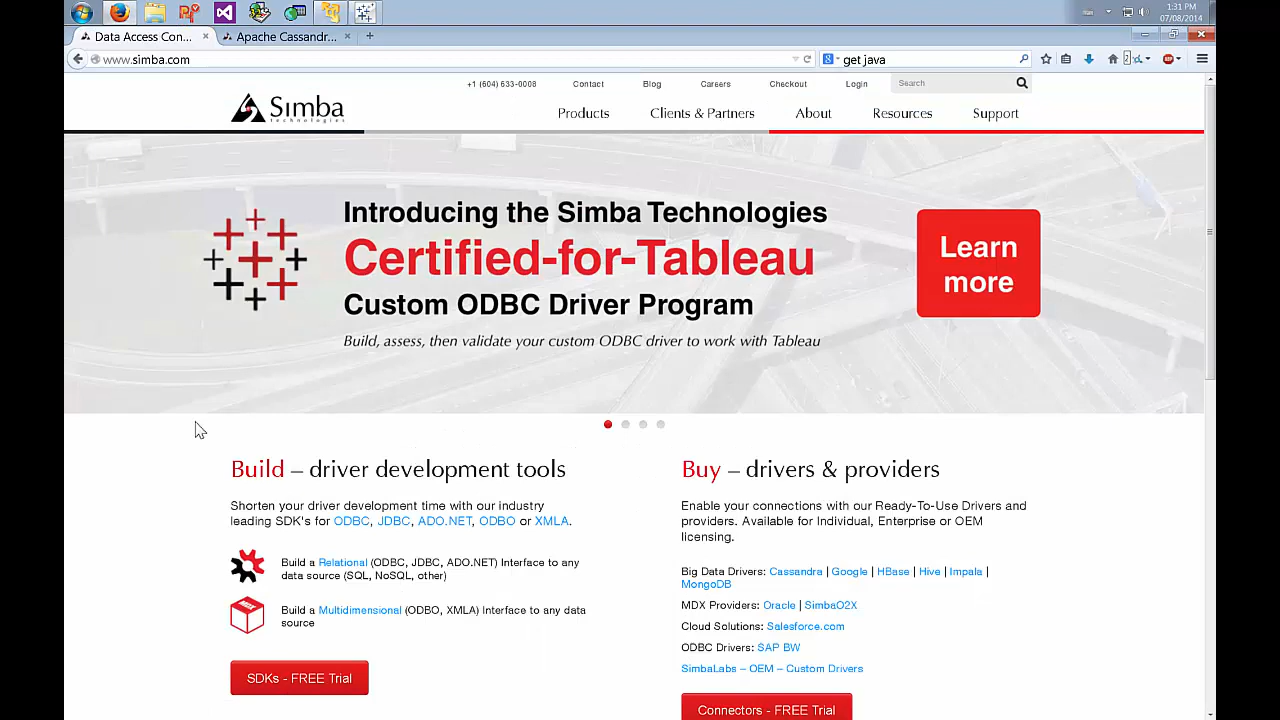 1:31 PM
07/08/2014
Data Access Con... × Apache Cassandr... × +
www.simba.com
get java
+1 (604) 633-0008 Contact Blog Careers Checkout Login Search
Simba
technologies
Products Clients & Partners About Resources Support
Introducing the Simba Technologies
Certified-for-Tableau
Custom ODBC Driver Program
Build, assess, then validate your custom ODBC driver to work with Tableau
Learn
more
Build – driver development tools
Shorten your driver development time with our industry
leading SDK's for ODBC, JDBC, ADO.NET, ODBO or XMLA.
Build a Relational (ODBC, JDBC, ADO.NET) Interface to any
data source (SQL, NoSQL, other)
Build a Multidimensional (ODBO, XMLA) Interface to any data
source
SDKs - FREE Trial
Buy – drivers & providers
Enable your connections with our Ready-To-Use Drivers and
providers. Available for Individual, Enterprise or OEM
licensing.
Big Data Drivers: Cassandra | Google | HBase | Hive | Impala |
MongoDB
MDX Providers: Oracle | SimbaO2X
Cloud Solutions: Salesforce.com
ODBC Drivers: SAP BW
SimbaLabs – OEM – Custom Drivers
Connectors - FREE Trial